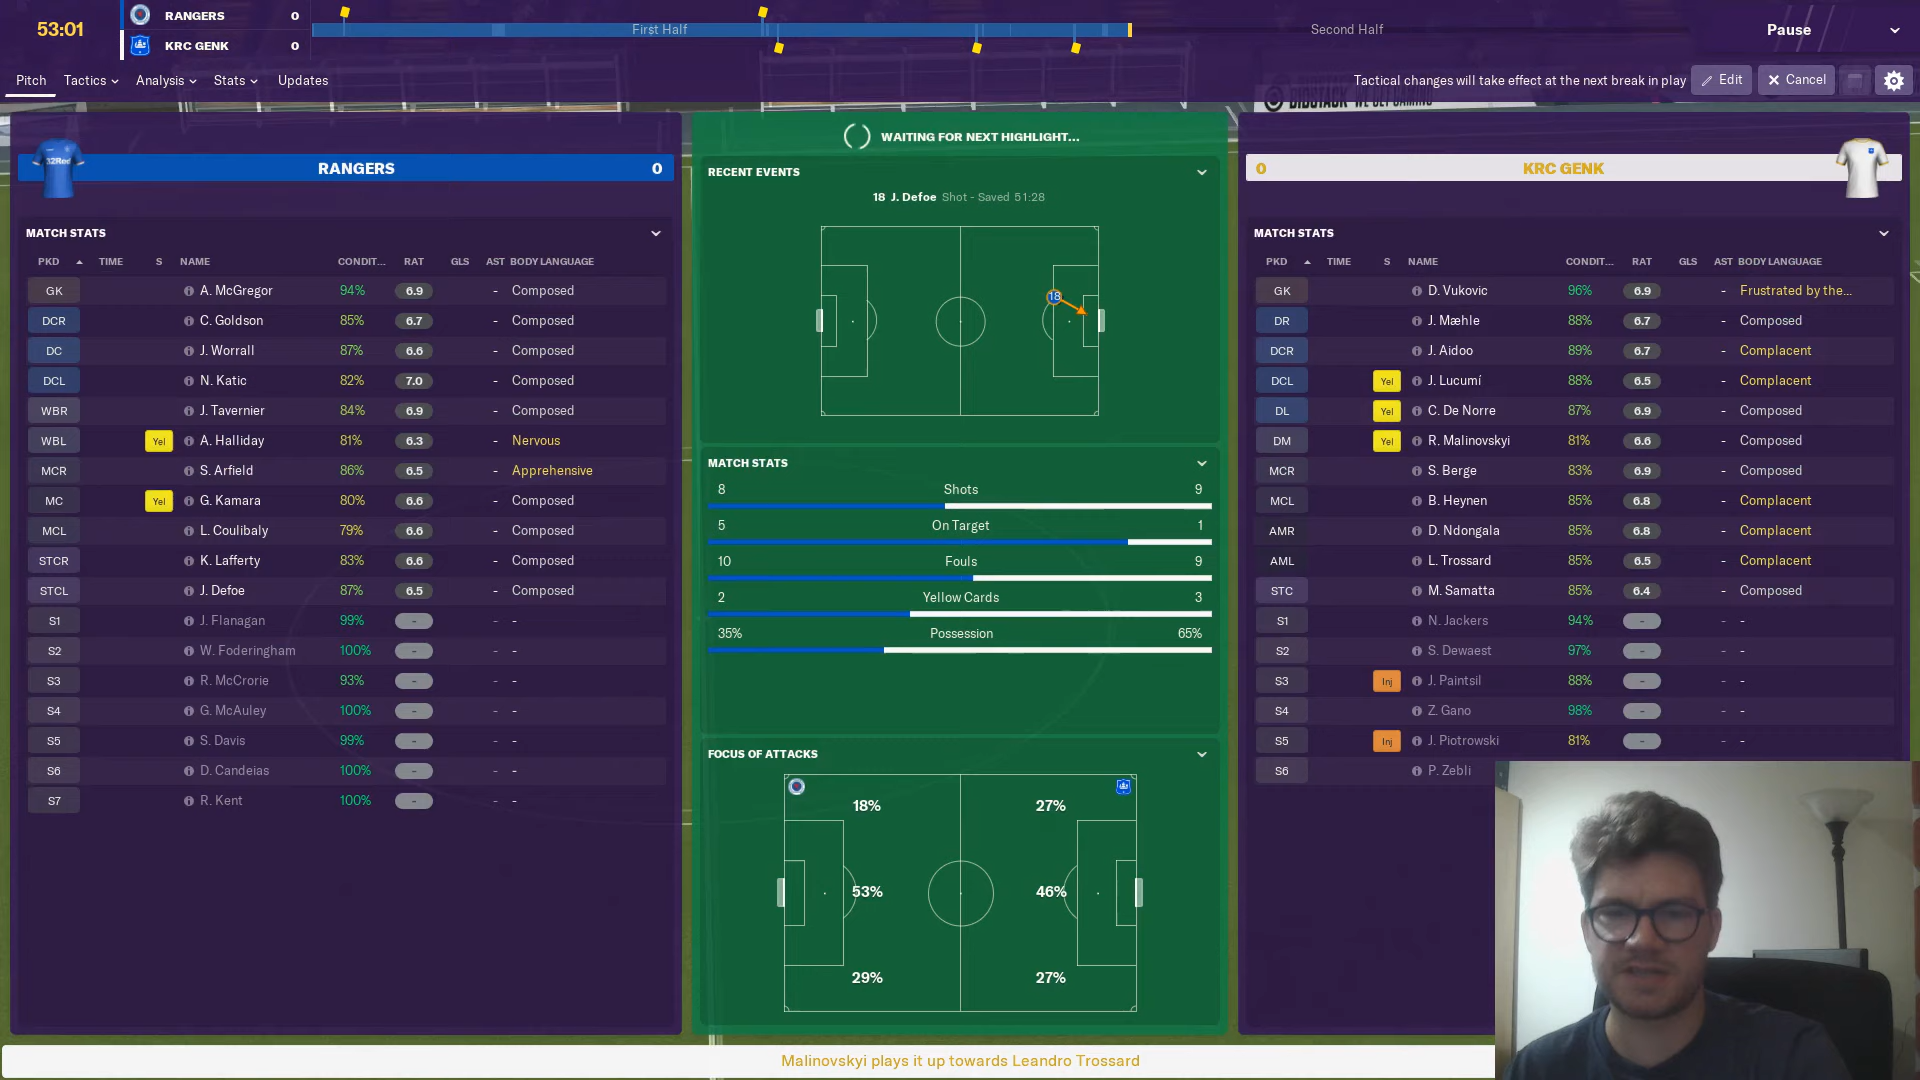 53:01
RANGERS 0
KRC GENK 0
First Half
Second Half
Pause
Pitch Tactics Analysis Stats Updates
Tactical changes will take effect at the next break in play Edit Cancel
RANGERS 0
32Red
MATCH STATS
PKD TIME S NAME CONDIT... RAT GLS AST BODY LANGUAGE
GK A. McGregor 94% 6.9 - Composed
DCR C. Goldson 85% 6.7 - Composed
DC J. Worrall 87% 6.6 - Composed
DCL N. Katic 82% 7.0 - Composed
WBR J. Tavernier 84% 6.9 - Composed
WBL Yel A. Halliday 81% 6.3 - Nervous
MCR S. Arfield 86% 6.5 - Apprehensive
MC Yel G. Kamara 80% 6.6 - Composed
MCL L. Coulibaly 79% 6.6 - Composed
STCR K. Lafferty 83% 6.6 - Composed
STCL J. Defoe 87% 6.5 - Composed
S1 J. Flanagan 99% - - -
S2 W. Foderingham 100% - - -
S3 R. McCrorie 93% - - -
S4 G. McAuley 100% - - -
S5 S. Davis 99% - - -
S6 D. Candeias 100% - - -
S7 R. Kent 100% - - -
WAITING FOR NEXT HIGHLIGHT...
RECENT EVENTS
18 J. Defoe Shot - Saved 51:28
18
MATCH STATS
8 Shots 9
5 On Target 1
10 Fouls 9
2 Yellow Cards 3
35% Possession 65%
FOCUS OF ATTACKS
18% 27%
53% 46%
29% 27%
0 KRC GENK
MATCH STATS
PKD TIME S NAME CONDIT... RAT GLS AST BODY LANGUAGE
GK D. Vukovic 96% 6.9 - Frustrated by the...
DR J. Mæhle 88% 6.7 - Composed
DCR J. Aidoo 89% 6.7 - Complacent
DCL Yel J. Lucumí 88% 6.5 - Complacent
DL Yel C. De Norre 87% 6.9 - Composed
DM Yel R. Malinovskyi 81% 6.6 - Composed
MCR S. Berge 83% 6.9 - Composed
MCL B. Heynen 85% 6.8 - Complacent
AMR D. Ndongala 85% 6.8 - Complacent
AML L. Trossard 85% 6.5 - Complacent
STC M. Samatta 85% 6.4 - Composed
S1 N. Jackers 94% - - -
S2 S. Dewaest 97% - - -
S3 Inj J. Paintsil 88% - - -
S4 Z. Gano 98% - - -
S5 Inj J. Piotrowski 81% - - -
S6 P. Zebli
Malinovskyi plays it up towards Leandro Trossard